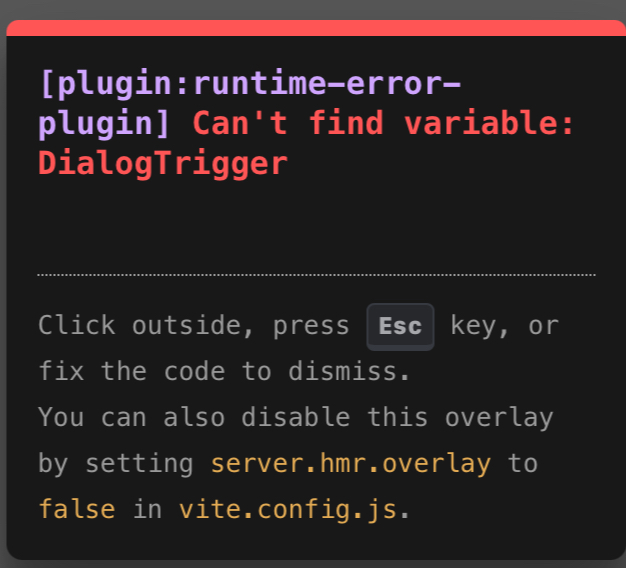 [plugin:runtime-error-
plugin] Can't find variable:
DialogTrigger
Click outside, press Esc key, or
fix the code to dismiss.
You can also disable this overlay
by setting server.hmr.overlay to
false in vite.config.js.